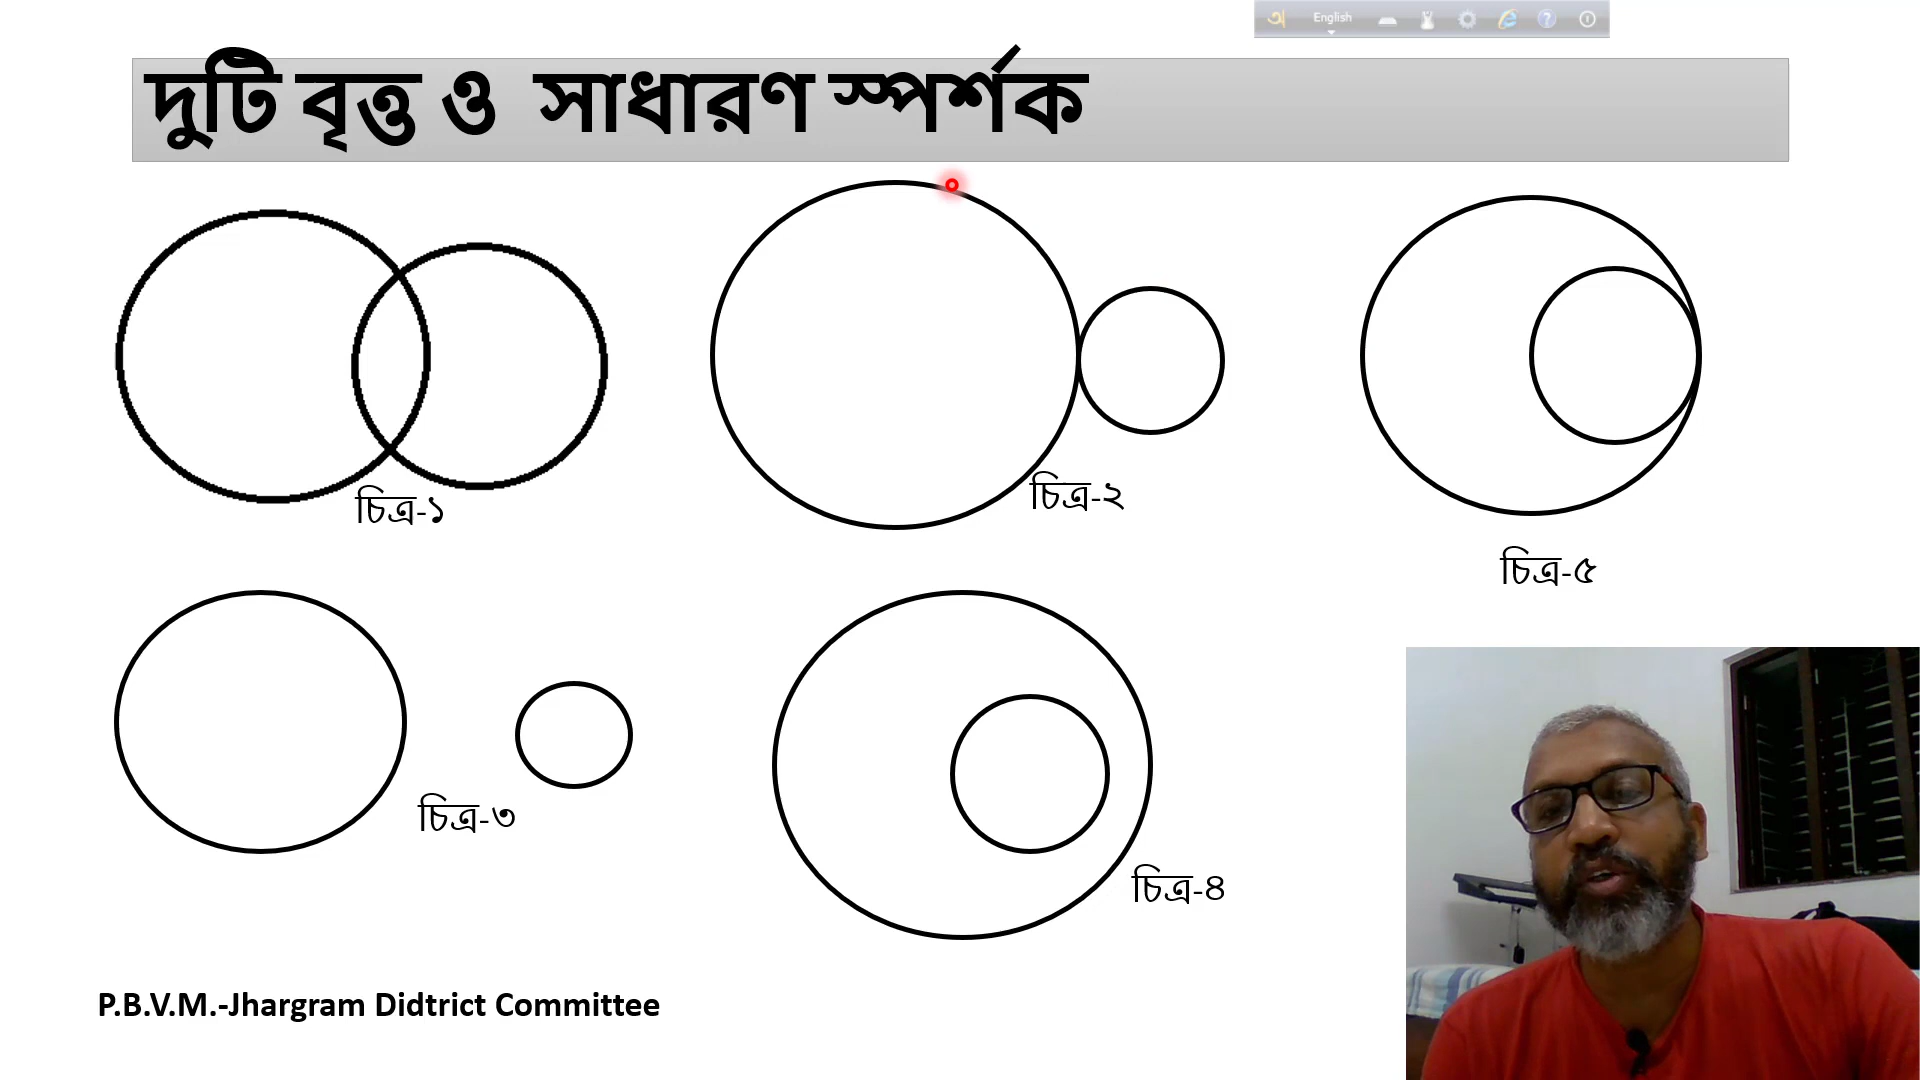 English
দুটি বৃত্ত ও সাধারণ স্পর্শক
চিত্র-১
চিত্র-২
চিত্র-৫
চিত্র-৩
চিত্র-৪
P.B.V.M.-Jhargram Didtrict Committee